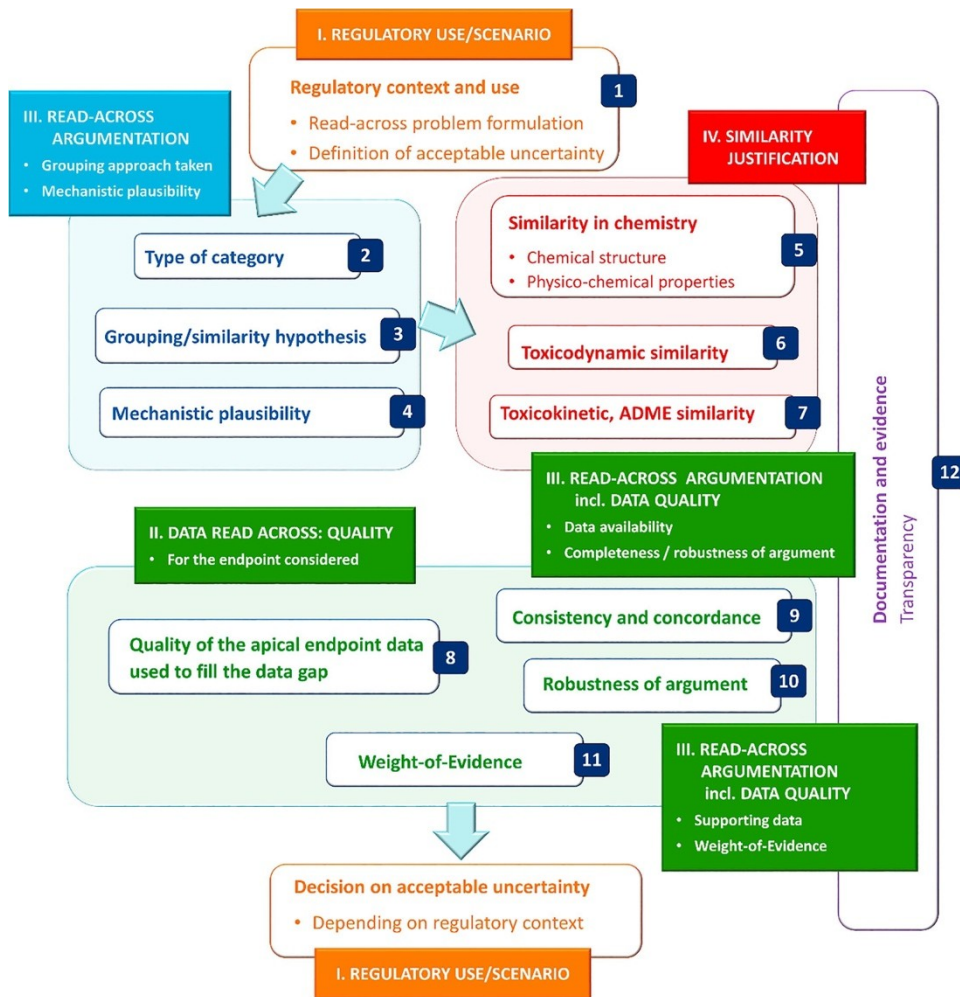 I. REGULATORY USE/SCENARIO
Regulatory context and use
1
• Read-across problem formulation
• Definition of acceptable uncertainty
III. READ-ACROSS
ARGUMENTATION
• Grouping approach taken
• Mechanistic plausibility
IV. SIMILARITY
JUSTIFICATION
Type of category
2
Grouping/similarity hypothesis
3
Mechanistic plausibility
4
Similarity in chemistry
5
• Chemical structure
• Physico-chemical properties
Toxicodynamic similarity
6
Toxicokinetic, ADME similarity
7
III. READ-ACROSS ARGUMENTATION
incl. DATA QUALITY
• Data availability
• Completeness / robustness of argument
II. DATA READ ACROSS: QUALITY
• For the endpoint considered
Quality of the apical endpoint data
used to fill the data gap
8
Consistency and concordance
9
Robustness of argument
10
Weight-of-Evidence
11
III. READ-ACROSS
ARGUMENTATION
incl. DATA QUALITY
• Supporting data
• Weight-of-Evidence
Documentation and evidence
Transparency
12
Decision on acceptable uncertainty
• Depending on regulatory context
I. REGULATORY USE/SCENARIO